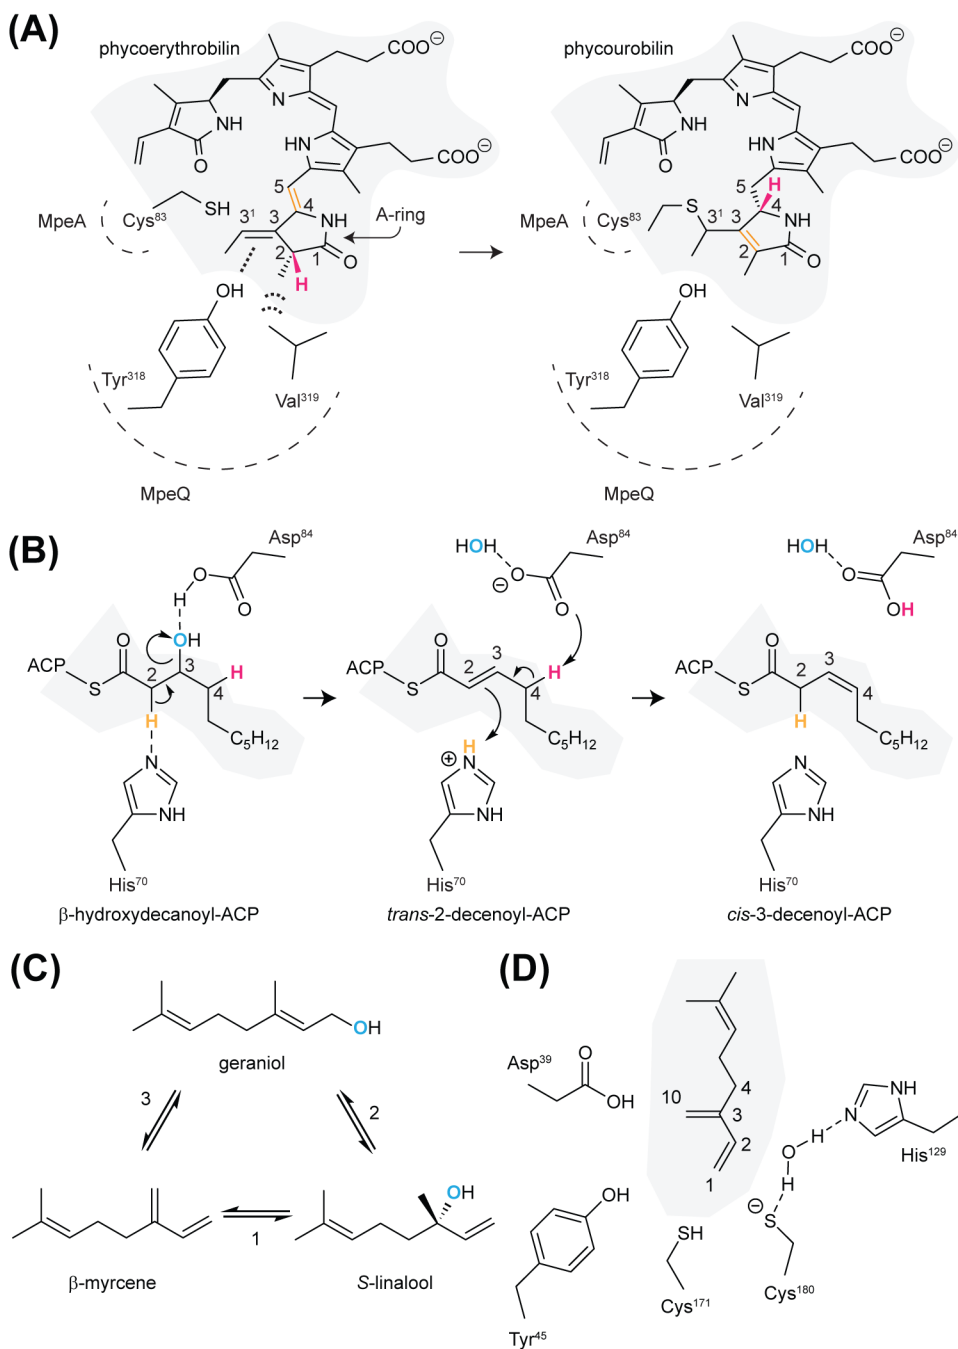 (A)
phycoerythrobilin
phycourobilin
COO⊖
COO⊖
N
N
NH
NH
HN
HN
O
O
COO⊖
COO⊖
5
5
H
SH
4
S
4
MpeA
Cys83
NH
A-ring
MpeA
Cys83
31
NH
31
3
3
2
1
O
2
1
O
H
OH
OH
Tyr318
Val319
Tyr318
Val319
MpeQ
MpeQ
(B)
Asp84
HOH
Asp84
HOH
Asp84
O
O
O
⊖
H
O
O
OH
O
OH
O
O
ACP
H
ACP
3
H
ACP
3
2
3
2
2
S
4
S
4
S
4
H
C5H12
H
C5H12
H
C5H12
N
⊕
N
N
NH
NH
NH
His70
His70
His70
β-hydroxydecanoyl-ACP
trans-2-decenoyl-ACP
cis-3-decenoyl-ACP
(C)
OH
geraniol
3
2
OH
1
β-myrcene
S-linalool
(D)
Asp39
O
OH
4
10
3
2
1
NH
N
H
O
H
His129
OH
⊖
S
SH
Cys171
Cys180
Tyr45